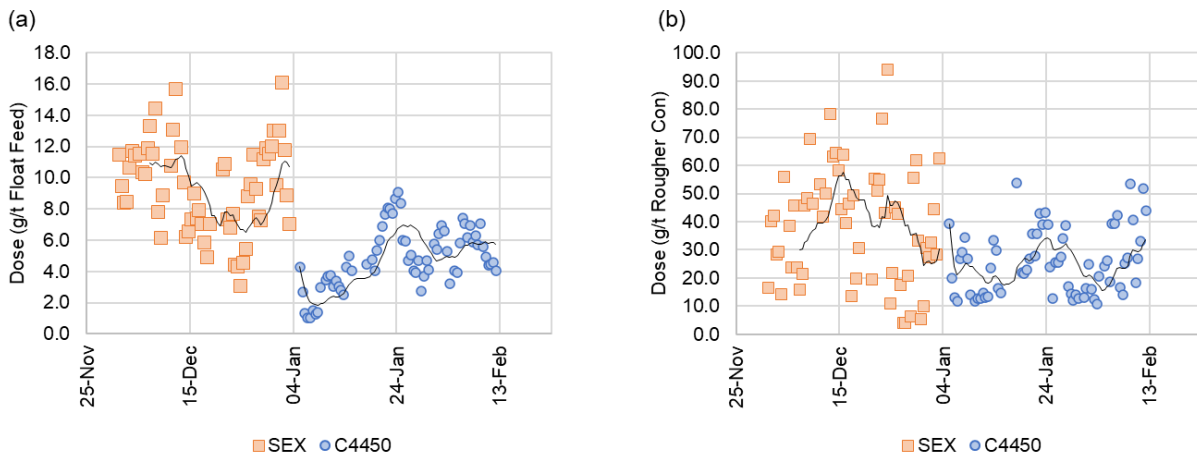 (a)
Dose (g/t Float Feed)
18.0
16.0
14.0
12.0
10.0
8.0
6.0
4.0
2.0
0.0
25-Nov
15-Dec
04-Jan
24-Jan
13-Feb
SEX C4450
(b)
Dose (g/t Rougher Con)
100.0
90.0
80.0
70.0
60.0
50.0
40.0
30.0
20.0
10.0
0.0
25-Nov
15-Dec
04-Jan
24-Jan
13-Feb
SEX C4450